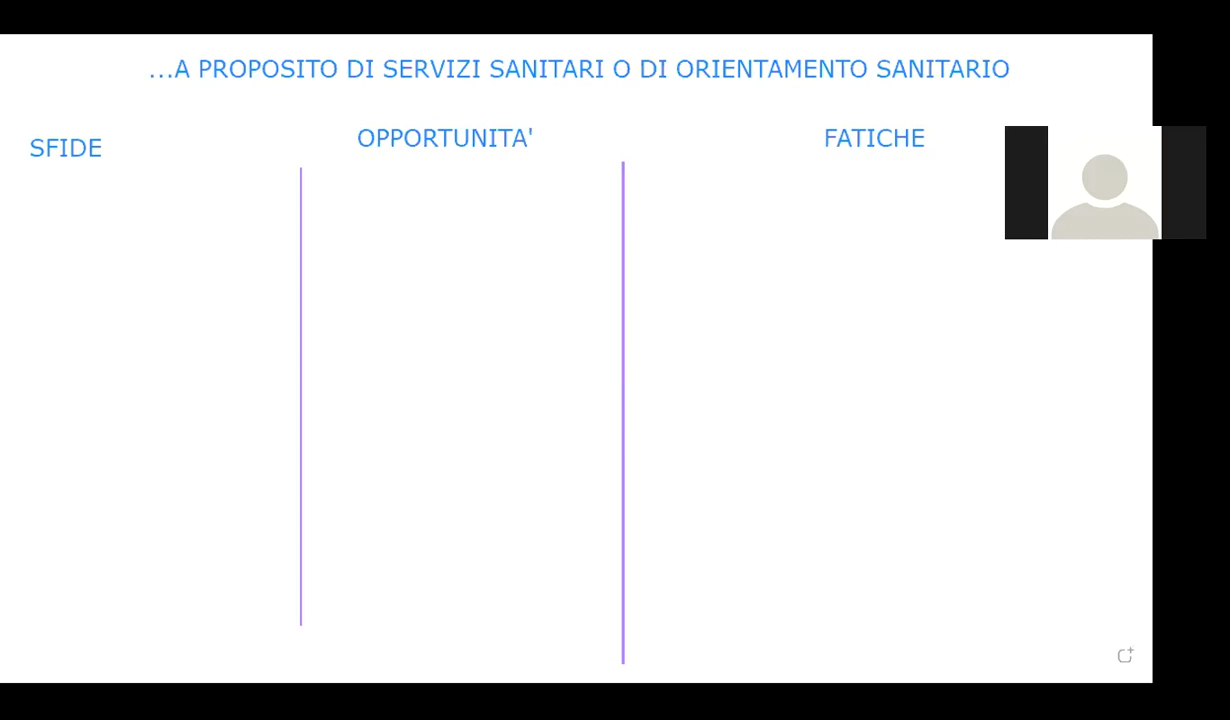 ...A PROPOSITO DI SERVIZI SANITARI O DI ORIENTAMENTO SANITARIO
SFIDE
OPPORTUNITA'
FATICHE